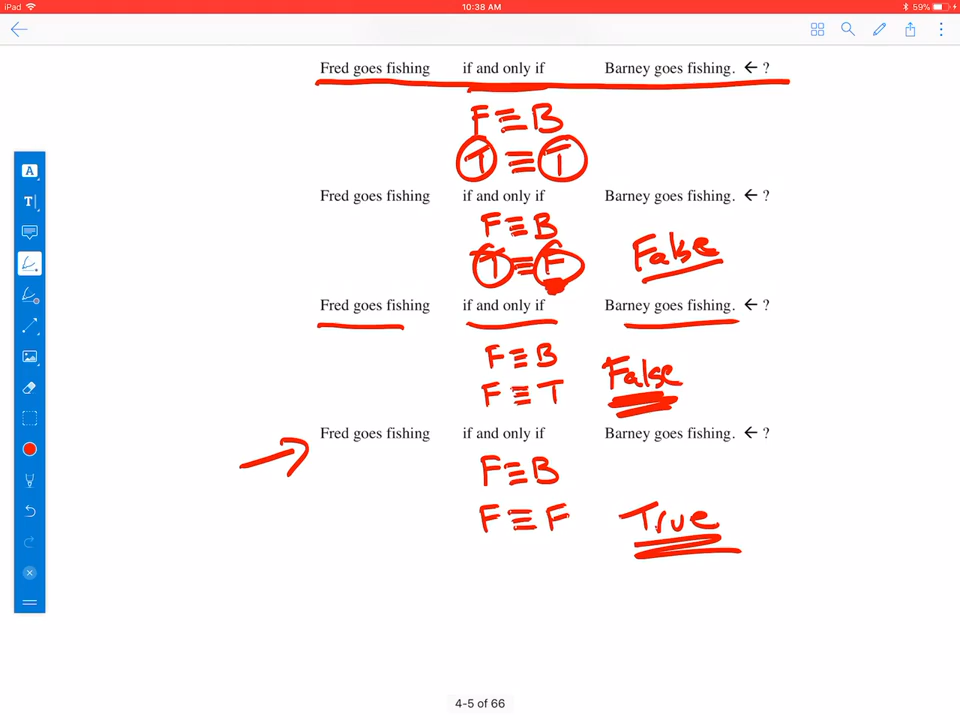 iPad 10:38 AM 59%
Fred goes fishing if and only if Barney goes fishing. ← ?
F ≡ B
T ≡ T
Fred goes fishing if and only if Barney goes fishing. ← ?
F ≡ B
T ≡ F False
Fred goes fishing if and only if Barney goes fishing. ← ?
F ≡ B
F ≡ T False
Fred goes fishing if and only if Barney goes fishing. ← ?
F ≡ B
F ≡ F True
4-5 of 66